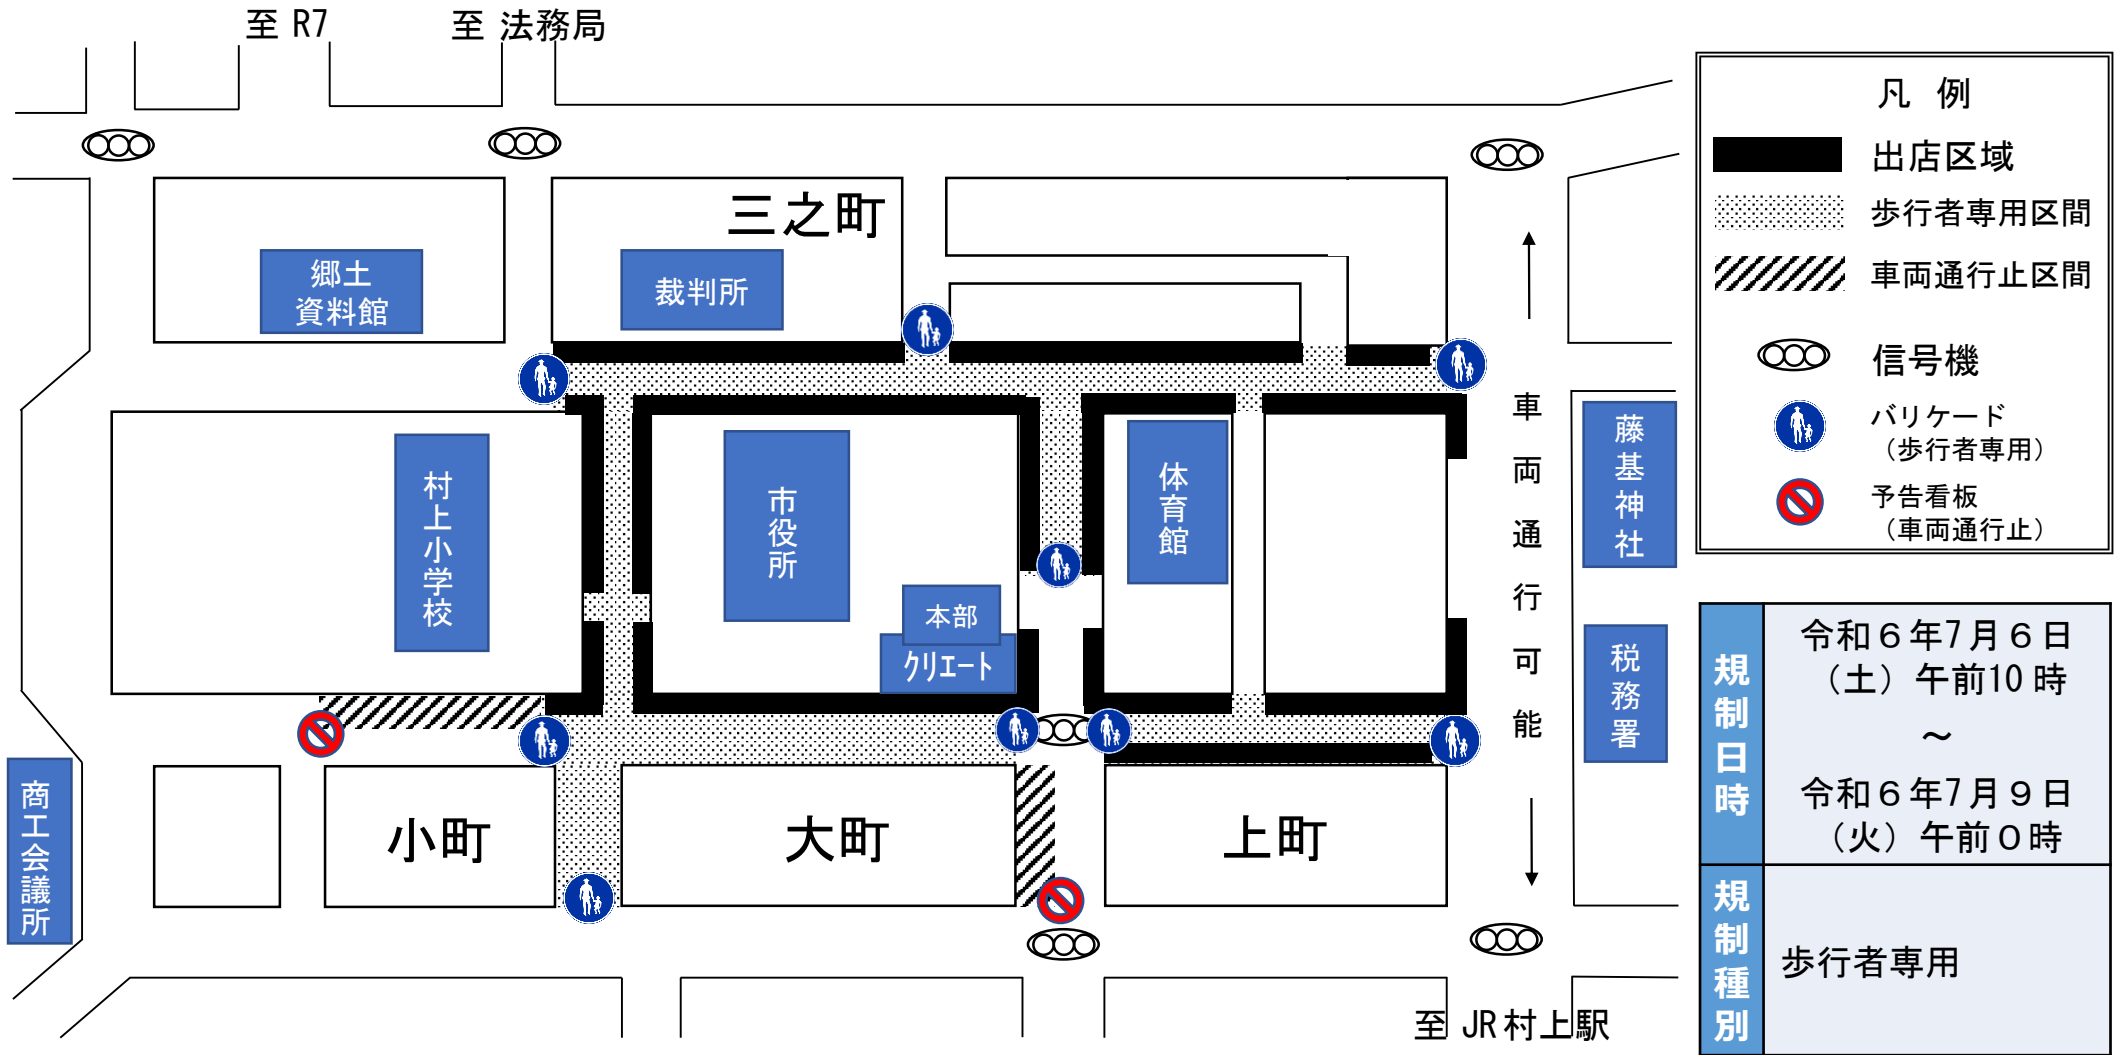 至 R7
至 法務局
三之町
郷土
資料館
裁判所
村上小学校
市役所
本部
クリエート
体育館
車両通行可能
藤基神社
税務署
商工会議所
小町
大町
上町
至 JR村上駅
凡 例
出店区域
歩行者専用区間
車両通行止区間
信号機
バリケード
（歩行者専用）
予告看板
（車両通行止）
規制日時
令和６年7月６日
（土）午前10時
～
令和６年7月９日
（火）午前０時
規制種別
歩行者専用